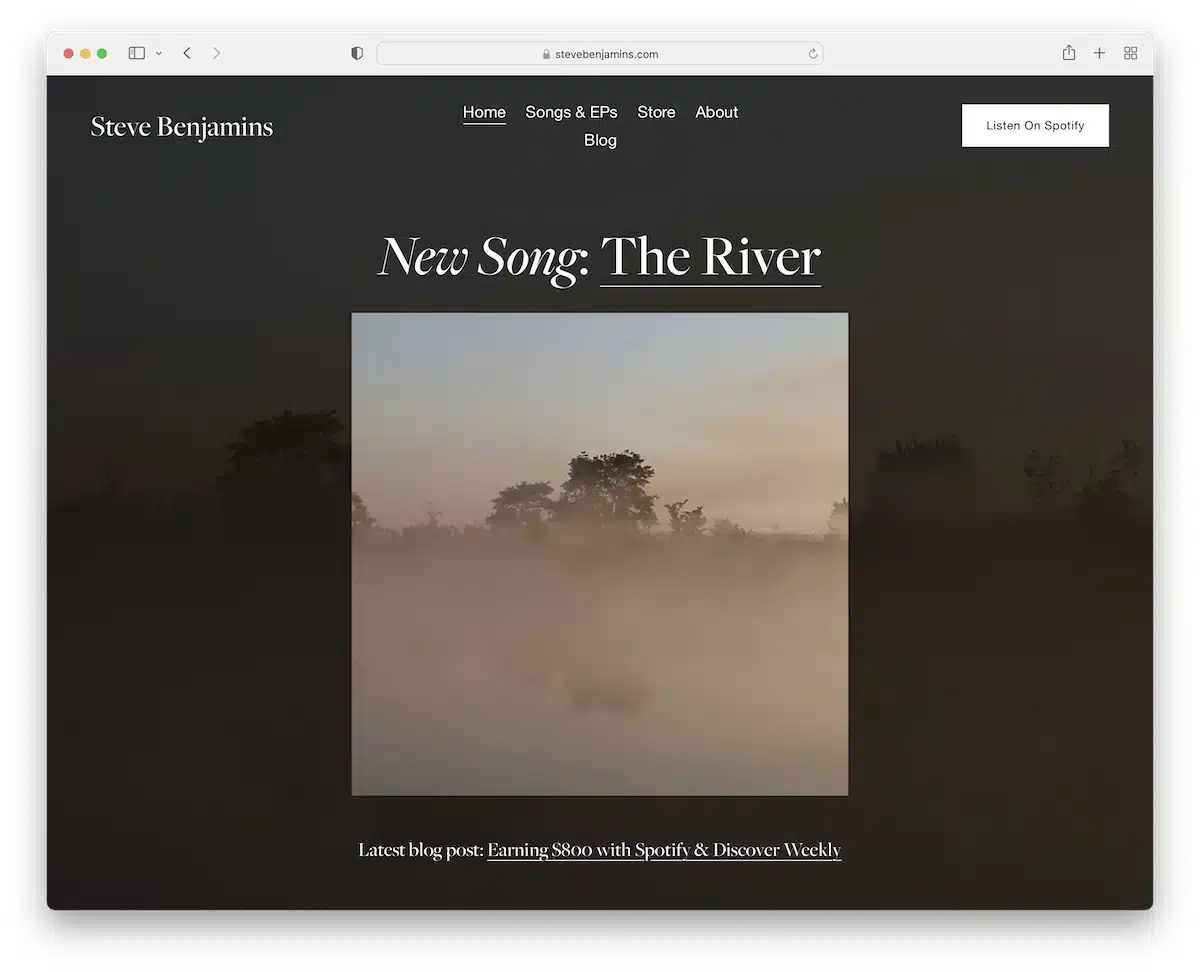 stevebenjamins.com
Steve Benjamins
Home Songs & EPs Store About
Blog
Listen On Spotify
New Song: The River
Latest blog post: Earning $800 with Spotify & Discover Weekly